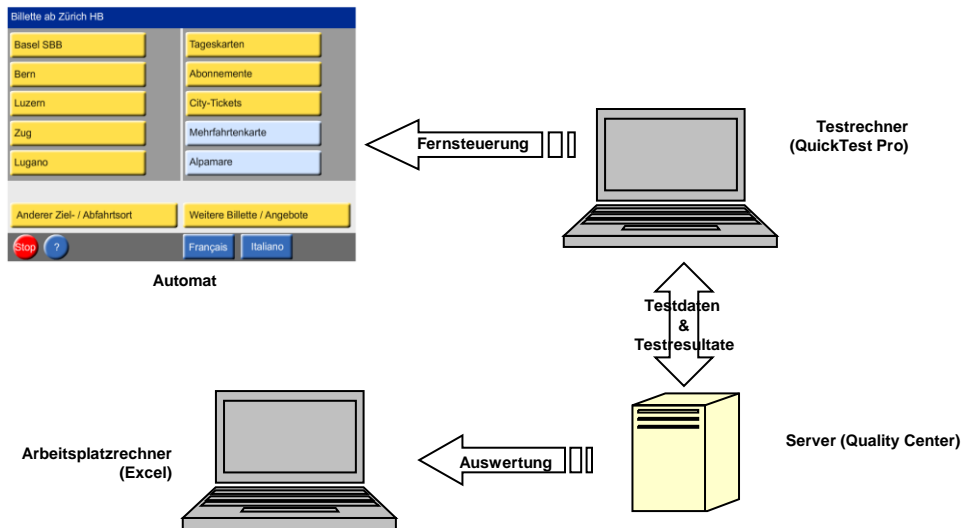 Billette ab Zürich HB
Basel SBB
Tageskarten
Bern
Abonnemente
Luzern
City-Tickets
Zug
Mehrfahrtenkarte
Lugano
Alpamare
Anderer Ziel- / Abfahrtsort
Weitere Billette / Angebote
Stop
?
Français
Italiano
Automat
Fernsteuerung
Testrechner
(QuickTest Pro)
Testdaten
&
Testresultate
Server (Quality Center)
Auswertung
Arbeitsplatzrechner
(Excel)